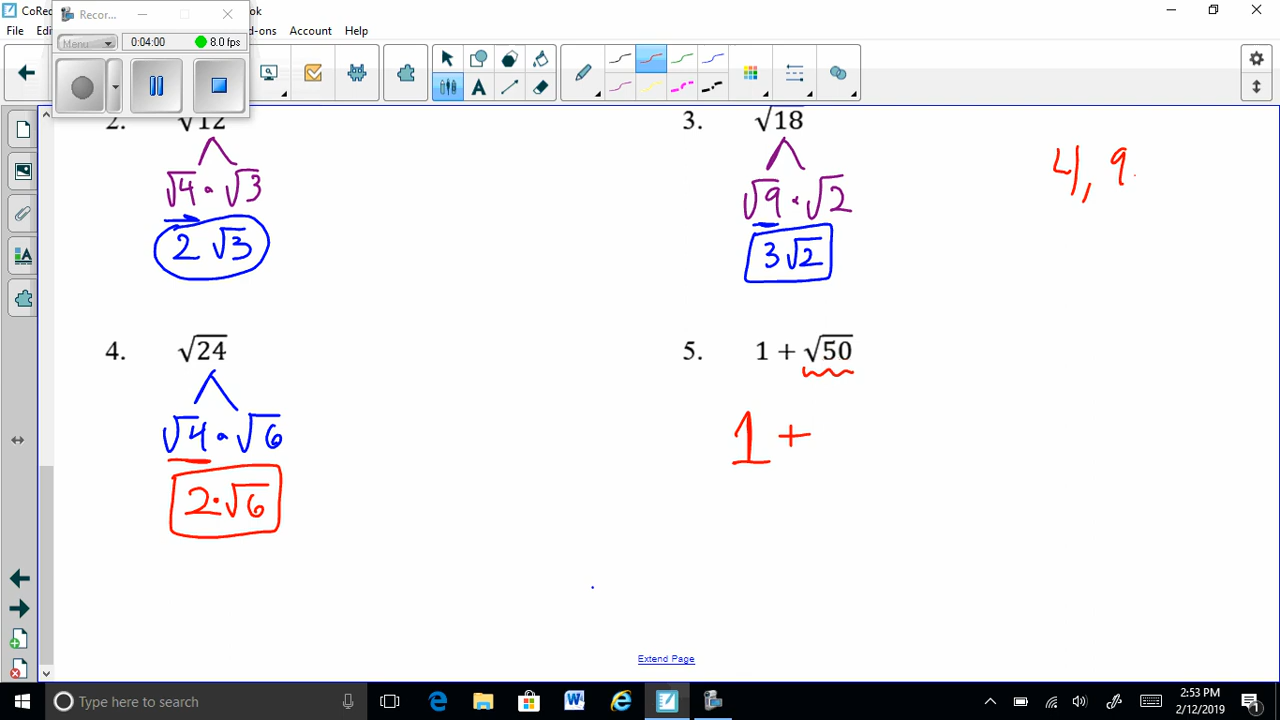 CoRe
Recor...
File Ed d-ons Account Help
Menu 0:04:00 8.0 fps
2. √12
√4 · √3
2 √3
3. √18
√9 · √2
3 √2
4, 9
4. √24
√4 · √6
2 · √6
5. 1 + √50
1 +
Extend Page
Type here to search
2:53 PM
2/12/2019